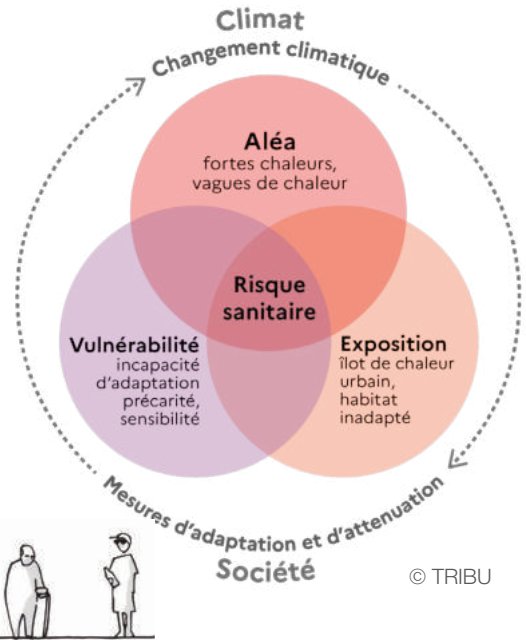 Climat
Changement climatique
Aléa
fortes chaleurs,
vagues de chaleur
Risque
sanitaire
Vulnérabilité
incapacité
d'adaptation
précarité,
sensibilité
Exposition
îlot de chaleur
urbain,
habitat
inadapté
Mesures d'adaptation et d'attenuation
Société
© TRIBU